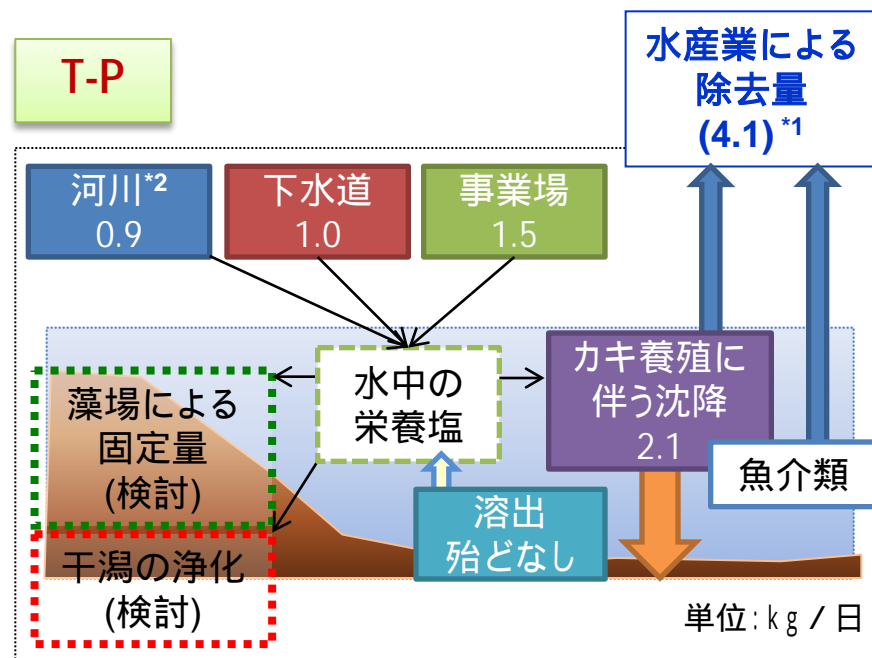 T-P
水産業による
除去量
(4.1) *1
河川*2
0.9
下水道
1.0
事業場
1.5
水中の
栄養塩
カキ養殖に
伴う沈降
2.1
藻場による
固定量
(検討)
魚介類
溶出
殆どなし
干潟の浄化
(検討)
単位:kg/日